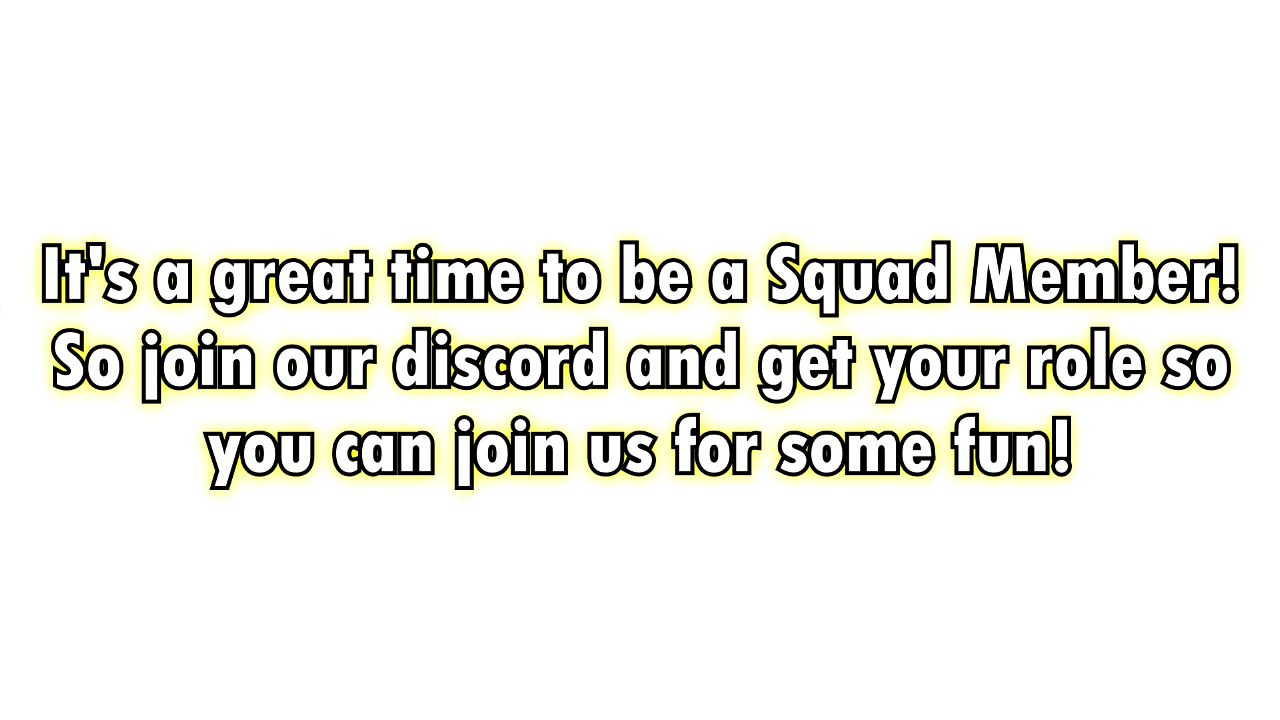 It's a great time to be a Squad Member!
So join our discord and get your role so
you can join us for some fun!